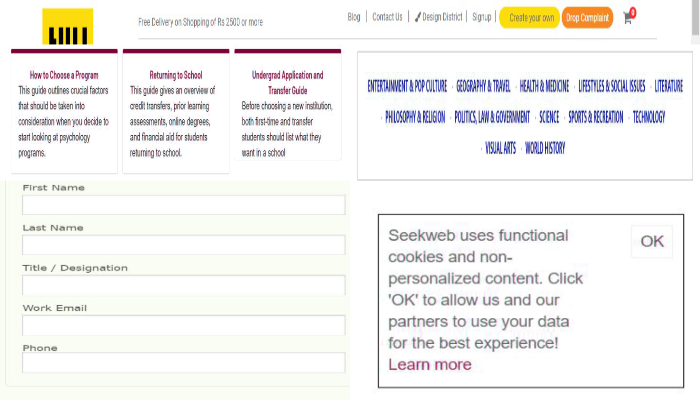 Free Delivery on Shopping of Rs 2500 or more
Blog | Contact Us | Design District | Signup | Create your own Drop Complaint 0
How to Choose a Program
This guide outlines crucial factors
that should be taken into
consideration when you decide to
start looking at psychology
programs.
Returning to School
This guide gives an overview of
credit transfers, prior learning
assessments, online degrees,
and financial aid for students
returning to school.
Undergrad Application and
Transfer Guide
Before choosing a new institution,
both first-time and transfer
students should list what they
want in a school
ENTERTAINMENT & POP CULTURE · GEOGRAPHY & TRAVEL · HEALTH & MEDICINE · LIFESTYLES & SOCIAL ISSUES · LITERATURE
· PHILOSOPHY & RELIGION · POLITICS, LAW & GOVERNMENT · SCIENCE · SPORTS & RECREATION · TECHNOLOGY
· VISUAL ARTS · WORLD HISTORY
First Name
Last Name
Title / Designation
Work Email
Phone
Seekweb uses functional
cookies and non-
personalized content. Click
'OK' to allow us and our
partners to use your data
for the best experience!
Learn more
OK